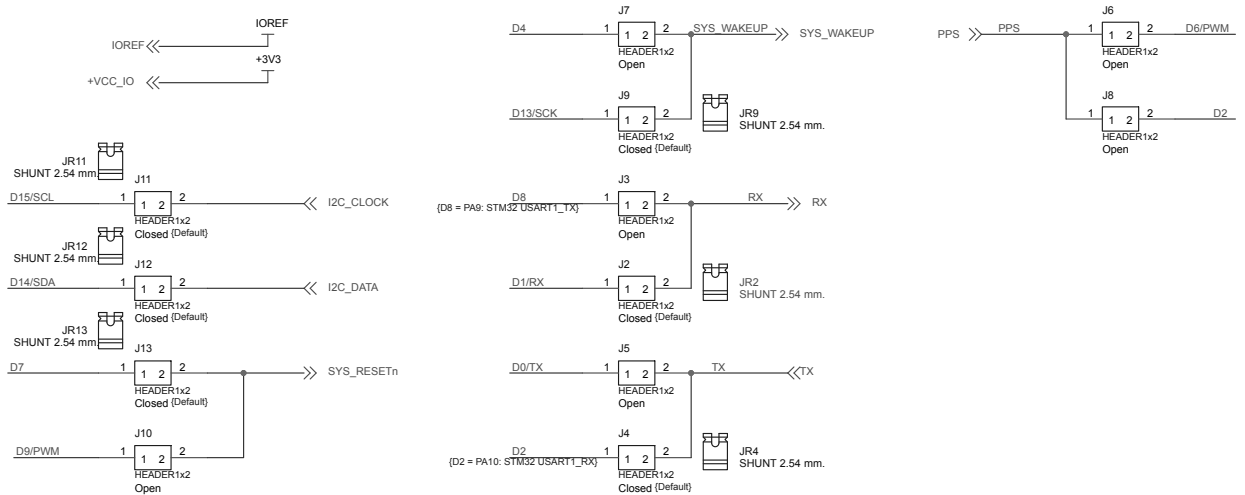 IOREF
IOREF
+3V3
+VCC_IO
JR11
SHUNT 2.54 mm.
J11
D15/SCL 1 1 2 2 I2C_CLOCK
HEADER1x2
Closed {Default}
JR12
SHUNT 2.54 mm.
J12
D14/SDA 1 1 2 2 I2C_DATA
HEADER1x2
Closed {Default}
JR13
SHUNT 2.54 mm.
J13
D7 1 1 2 2 SYS_RESETn
HEADER1x2
Closed {Default}
J10
D9/PWM 1 1 2 2
HEADER1x2
Open
J7
D4 1 1 2 2 SYS_WAKEUP SYS_WAKEUP
HEADER1x2
Open
J9
D13/SCK 1 1 2 2
HEADER1x2
Closed {Default}
JR9
SHUNT 2.54 mm.
J3
D8 1 1 2 2 RX RX
{D8 = PA9: STM32 USART1_TX}
HEADER1x2
Open
J2
D1/RX 1 1 2 2
HEADER1x2
Closed {Default}
JR2
SHUNT 2.54 mm.
J5
D0/TX 1 1 2 2 TX TX
HEADER1x2
Open
J4
D2 1 1 2 2
{D2 = PA10: STM32 USART1_RX}
HEADER1x2
Closed {Default}
JR4
SHUNT 2.54 mm.
J6
PPS PPS 1 1 2 2 D6/PWM
HEADER1x2
Open
J8
1 1 2 2 D2
HEADER1x2
Open